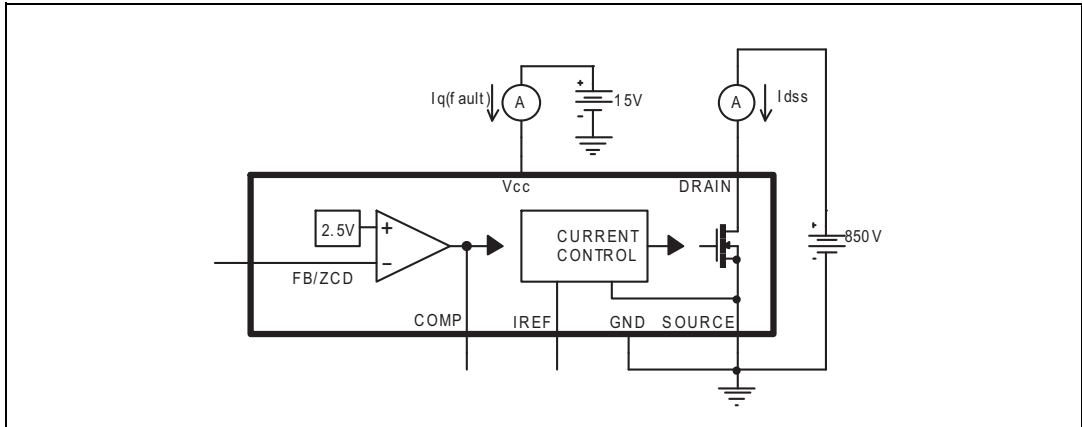 Iq(fault)
A
+
-
15V
A
Idss
Vcc
DRAIN
2.5V
+
-
FB/ZCD
CURRENT
CONTROL
+
-
850V
COMP
IREF
GND
SOURCE